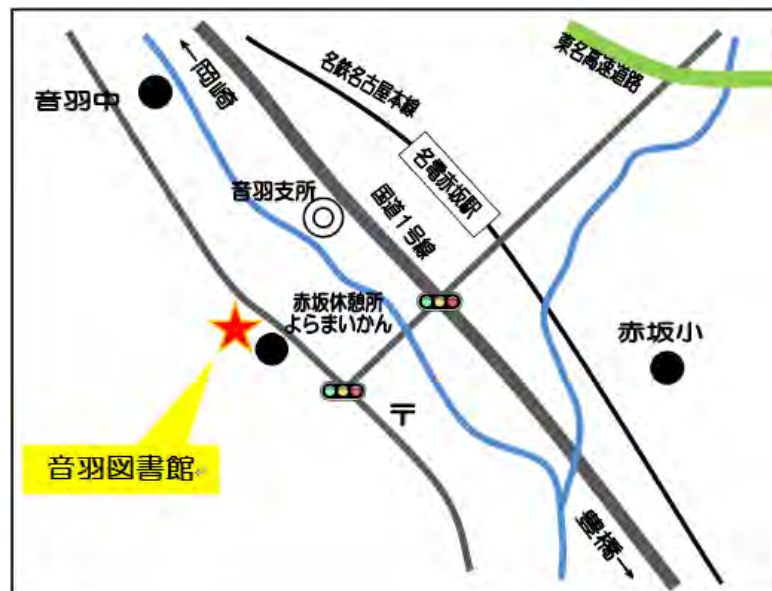 ←岡崎
名鉄名古屋本線
東名高速道路
音羽中
名電赤坂駅
音羽支所
国道1号線
赤坂休憩所
よらまいかん
赤坂小
〒
音羽図書館
豊橋→